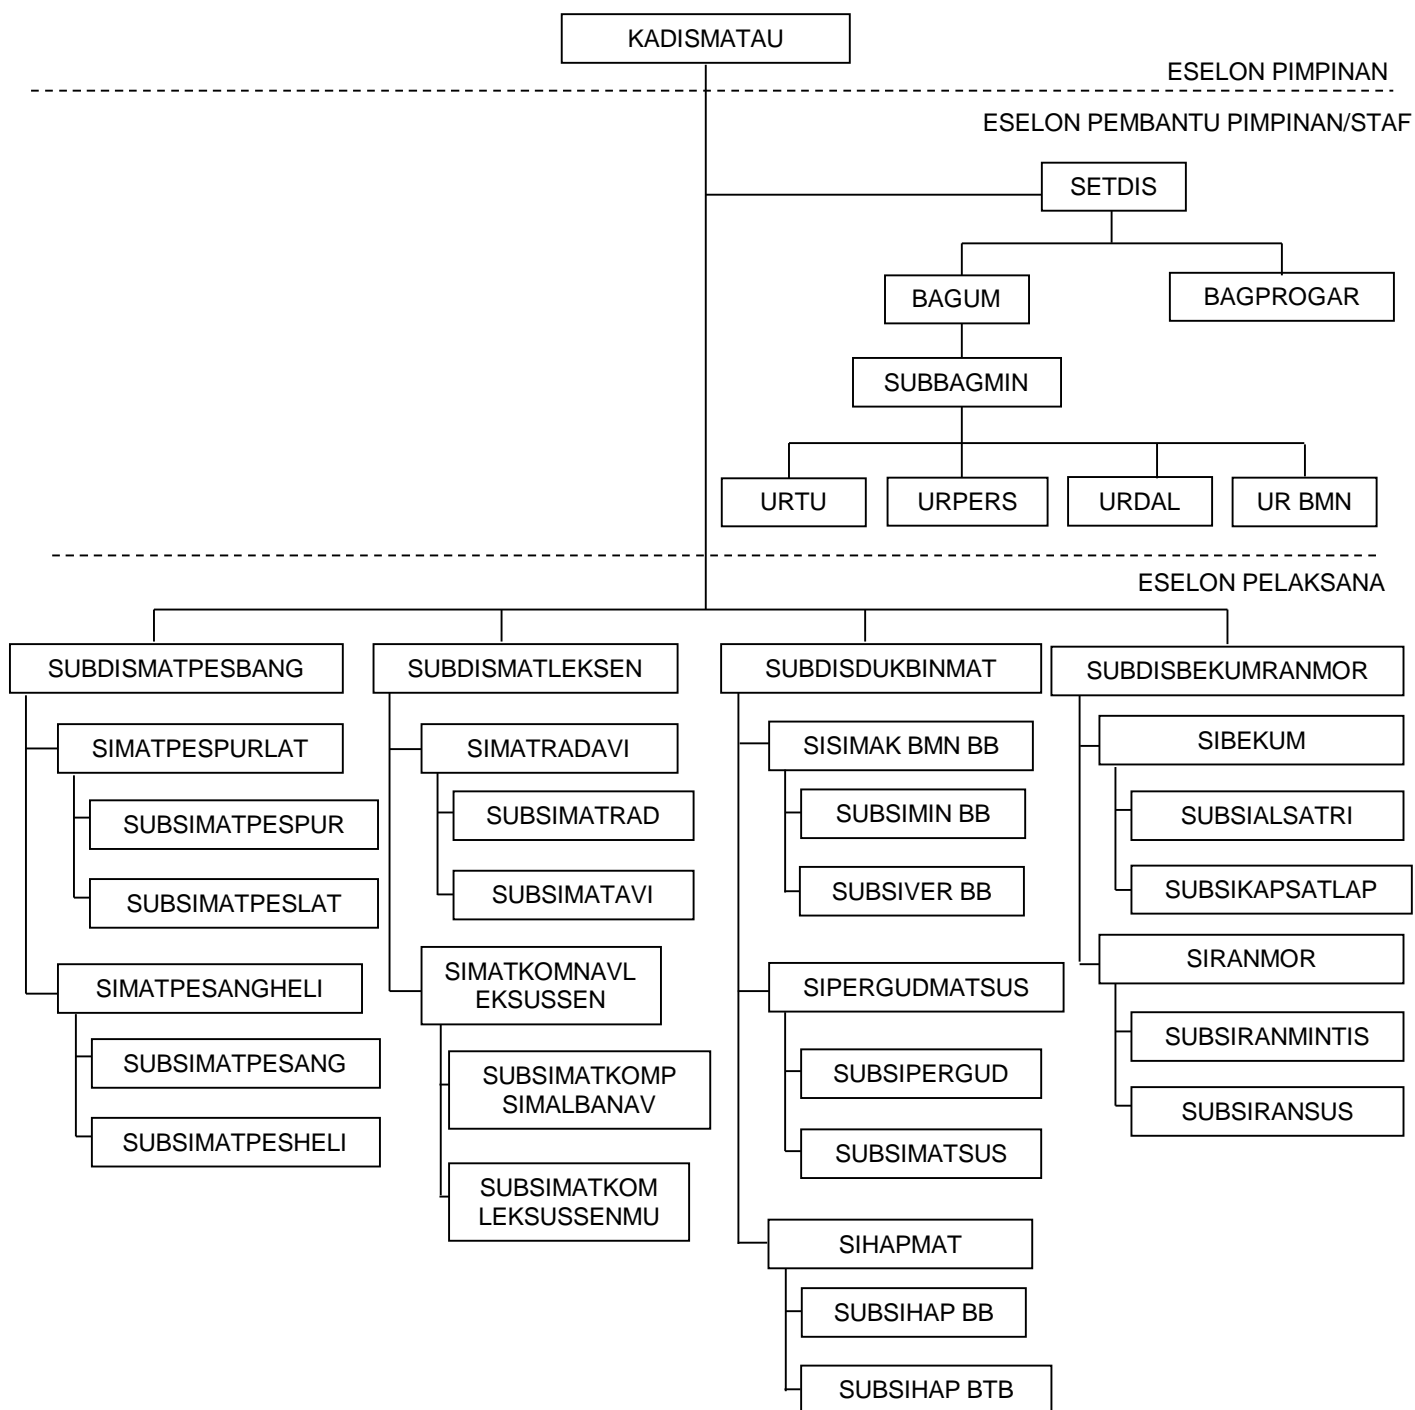 KADISMATAU
ESELON PIMPINAN
ESELON PEMBANTU PIMPINAN/STAF
SETDIS
BAGUM
BAGPROGAR
SUBBAGMIN
URTU
URPERS
URDAL
UR BMN
ESELON PELAKSANA
SUBDISMATPESBANG
SIMATPESPURLAT
SUBSIMATPESPUR
SUBSIMATPESLAT
SIMATPESANGHELI
SUBSIMATPESANG
SUBSIMATPESHELI
SUBDISMATLEKSEN
SIMATRADAVI
SUBSIMATRAD
SUBSIMATAVI
SIMATKOMNAVL
EKSUSSEN
SUBSIMATKOMP
SIMALBANAV
SUBSIMATKOM
LEKSUSSENMU
SUBDISDUKBINMAT
SISIMAK BMN BB
SUBSIMIN BB
SUBSIVER BB
SIPERGUDMATSUS
SUBSIPERGUD
SUBSIMATSUS
SIHAPMAT
SUBSIHAP BB
SUBSIHAP BTB
SUBDISBEKUMRANMOR
SIBEKUM
SUBSIALSATRI
SUBSIKAPSATLAP
SIRANMOR
SUBSIRANMINTIS
SUBSIRANSUS